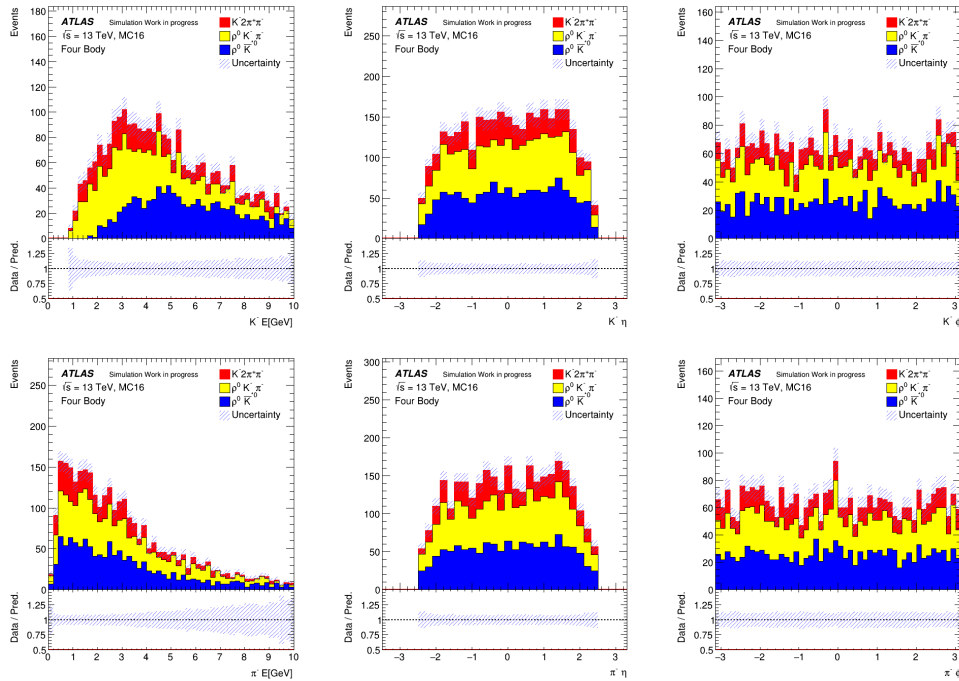 Events
180
160
140
120
100
80
60
40
20
0
ATLAS Simulation Work in progress
√s = 13 TeV, MC16
Four Body
K⁻2π⁺π⁻
ρ⁰ K⁻ π⁻
ρ⁰ K̅*⁰
Uncertainty
Data / Pred.
1.25
1
0.75
0.5
0 1 2 3 4 5 6 7 8 9 10
K⁻ E[GeV]
Events
250
200
150
100
50
0
ATLAS Simulation Work in progress
√s = 13 TeV, MC16
Four Body
K⁻2π⁺π⁻
ρ⁰ K⁻ π⁻
ρ⁰ K̅*⁰
Uncertainty
Data / Pred.
1.25
1
0.75
0.5
−3 −2 −1 0 1 2 3
K⁻ η
Events
160
140
120
100
80
60
40
20
0
ATLAS Simulation Work in progress
√s = 13 TeV, MC16
Four Body
K⁻2π⁺π⁻
ρ⁰ K⁻ π⁻
ρ⁰ K̅*⁰
Uncertainty
Data / Pred.
1.25
1
0.75
0.5
−3 −2 −1 0 1 2 3
K⁻ ϕ
Events
250
200
150
100
50
0
ATLAS Simulation Work in progress
√s = 13 TeV, MC16
Four Body
K⁻2π⁺π⁻
ρ⁰ K⁻ π⁻
ρ⁰ K̅*⁰
Uncertainty
Data / Pred.
1.25
1
0.75
0.5
0 1 2 3 4 5 6 7 8 9 10
π⁻ E[GeV]
Events
300
250
200
150
100
50
0
ATLAS Simulation Work in progress
√s = 13 TeV, MC16
Four Body
K⁻2π⁺π⁻
ρ⁰ K⁻ π⁻
ρ⁰ K̅*⁰
Uncertainty
Data / Pred.
1.25
1
0.75
0.5
−3 −2 −1 0 1 2 3
π⁻ η
Events
160
140
120
100
80
60
40
20
0
ATLAS Simulation Work in progress
√s = 13 TeV, MC16
Four Body
K⁻2π⁺π⁻
ρ⁰ K⁻ π⁻
ρ⁰ K̅*⁰
Uncertainty
Data / Pred.
1.25
1
0.75
0.5
−3 −2 −1 0 1 2 3
π⁻ ϕ